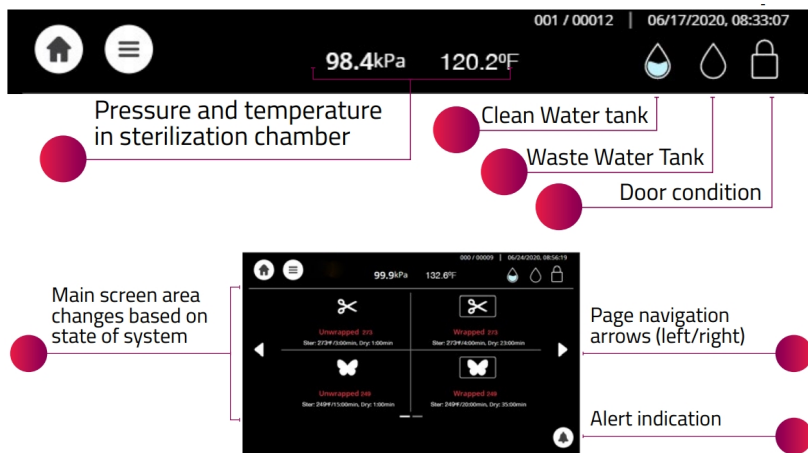 001 / 00012 | 06/17/2020, 08:33:07
98.4kPa 120.2ºF
Pressure and temperature
in sterilization chamber
Clean Water tank
Waste Water Tank
Door condition
000 / 00009 | 06/24/2020, 08:56:19
99.9kPa 132.6ºF
Main screen area
changes based on
state of system
Unwrapped 273
Ster: 273ºF/3:00min, Dry: 1:00min
Wrapped 273
Ster: 273ºF/4:00min, Dry: 23:00min
Page navigation
arrows (left/right)
Unwrapped 249
Ster: 249ºF/15:00min, Dry: 1:00min
Wrapped 249
Ster: 249ºF/20:00min, Dry: 35:00min
Alert indication